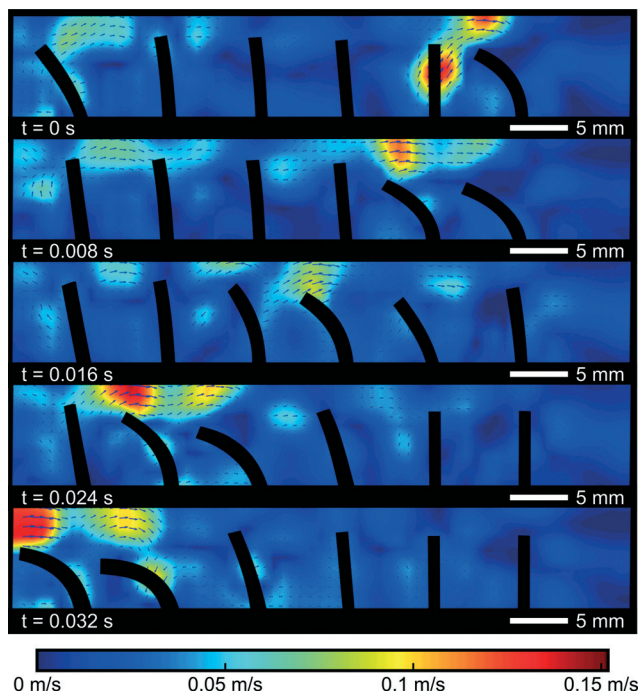 t = 0 s 5 mm
t = 0.008 s 5 mm
t = 0.016 s 5 mm
t = 0.024 s 5 mm
t = 0.032 s 5 mm
0 m/s 0.05 m/s 0.1 m/s 0.15 m/s